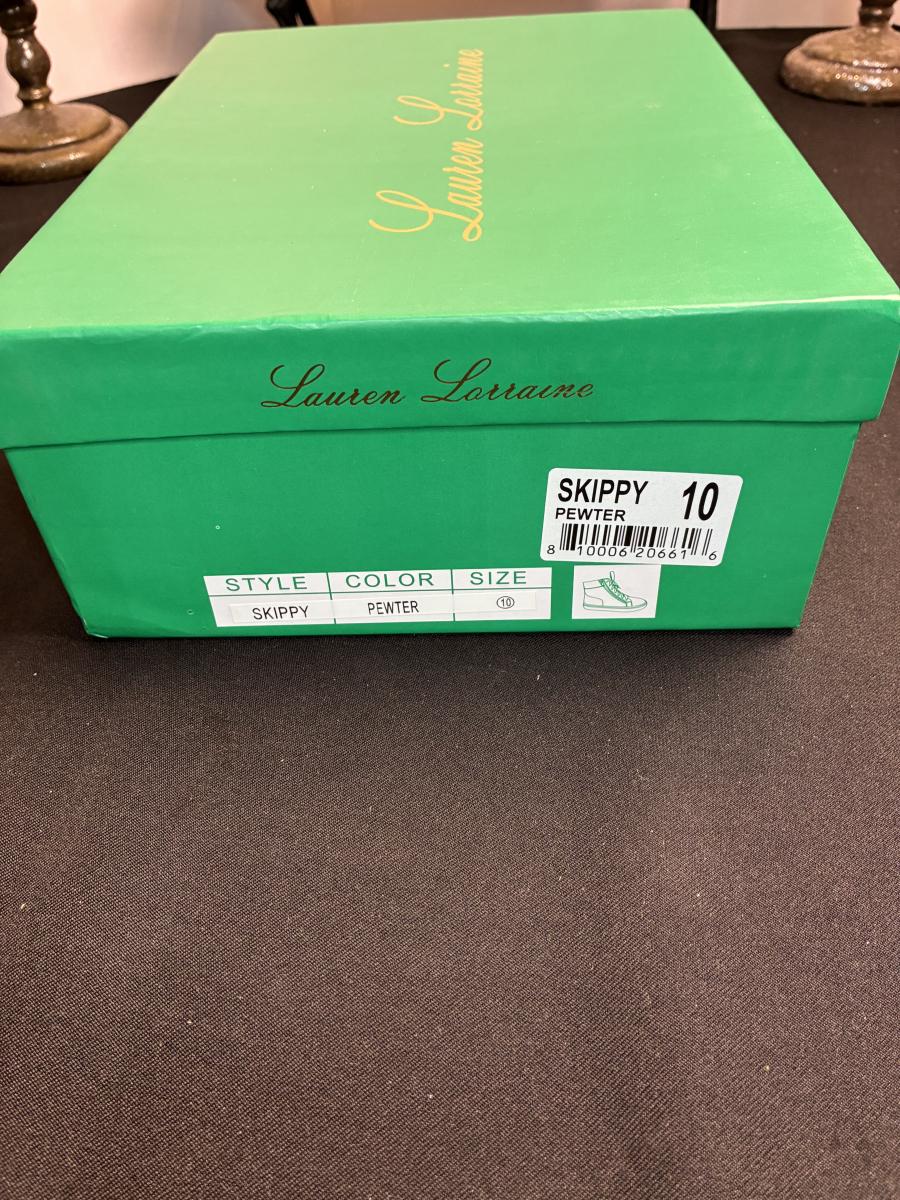 Lauren Lorraine
Lauren Lorraine
SKIPPY 10
PEWTER
8 10006 20661 6
STYLE COLOR SIZE
SKIPPY PEWTER 10